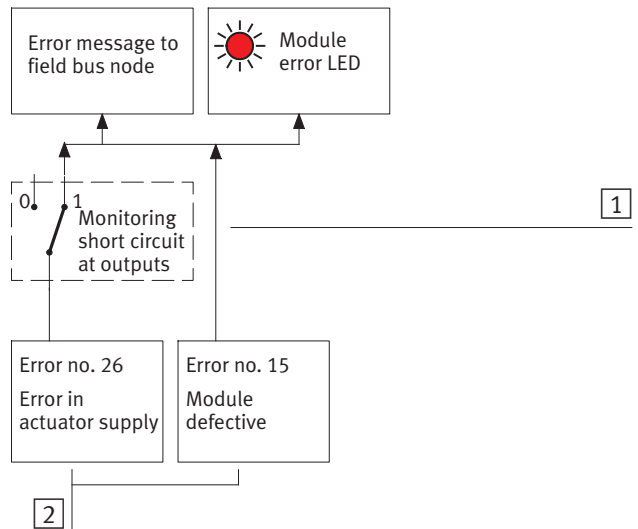 Error message to
field bus node
Module
error LED
0
1
Monitoring
short circuit
at outputs
1
Error no. 26
Error in
actuator supply
Error no. 15
Module
defective
2